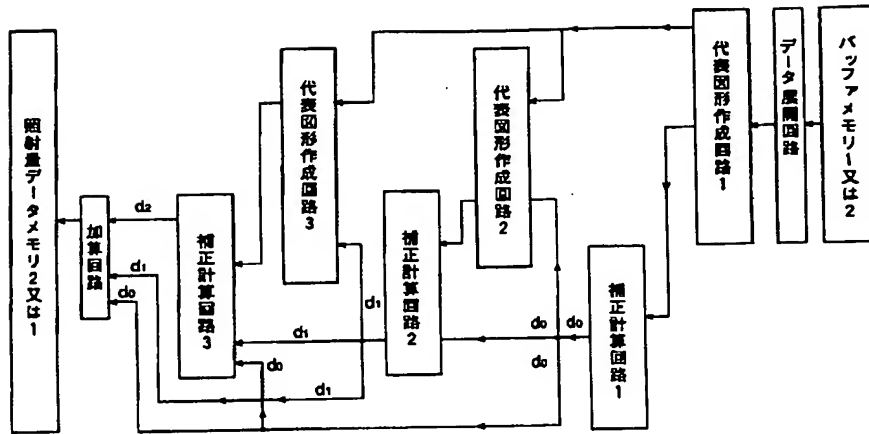 バッファメモリー又は2
データ展開回路
代表図形作成回路1
代表図形作成回路2
代表図形作成回路3
補正計算回路1
補正計算回路2
補正計算回路3
加算回路
照射量データメモリ2又は1
d2
d1
d0
d1
d0
d1
d1
d0
d0
d0